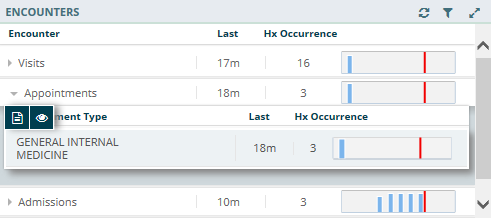 ENCOUNTERS
Encounter Last Hx Occurrence
Visits 17m 16
Appointments 18m 3
ment Type Last Hx Occurrence
GENERAL INTERNAL
MEDICINE 18m 3
Admissions 10m 3